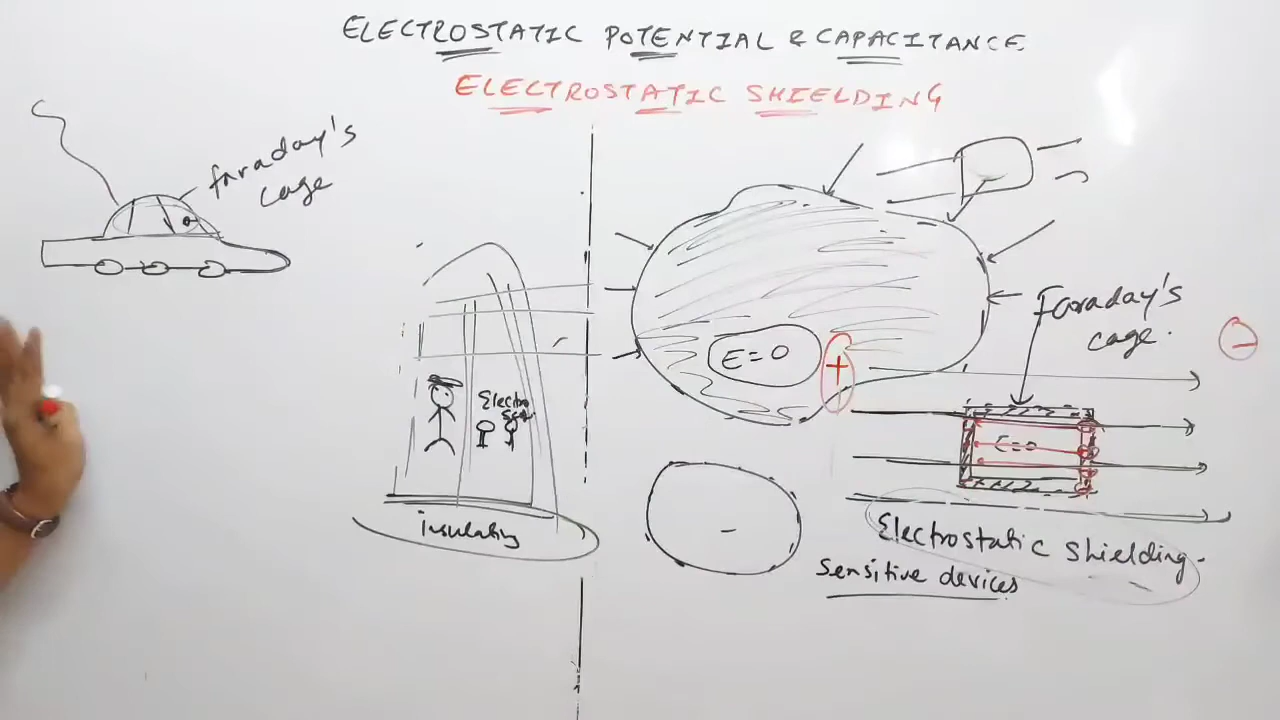 ELECTROSTATIC POTENTIAL & CAPACITANCE
ELECTROSTATIC SHIELDING
faraday's
cage
E=0
+
Faraday's
cage.
-
Electro
insulating
E=0
-
Electrostatic shielding.
Sensitive devices